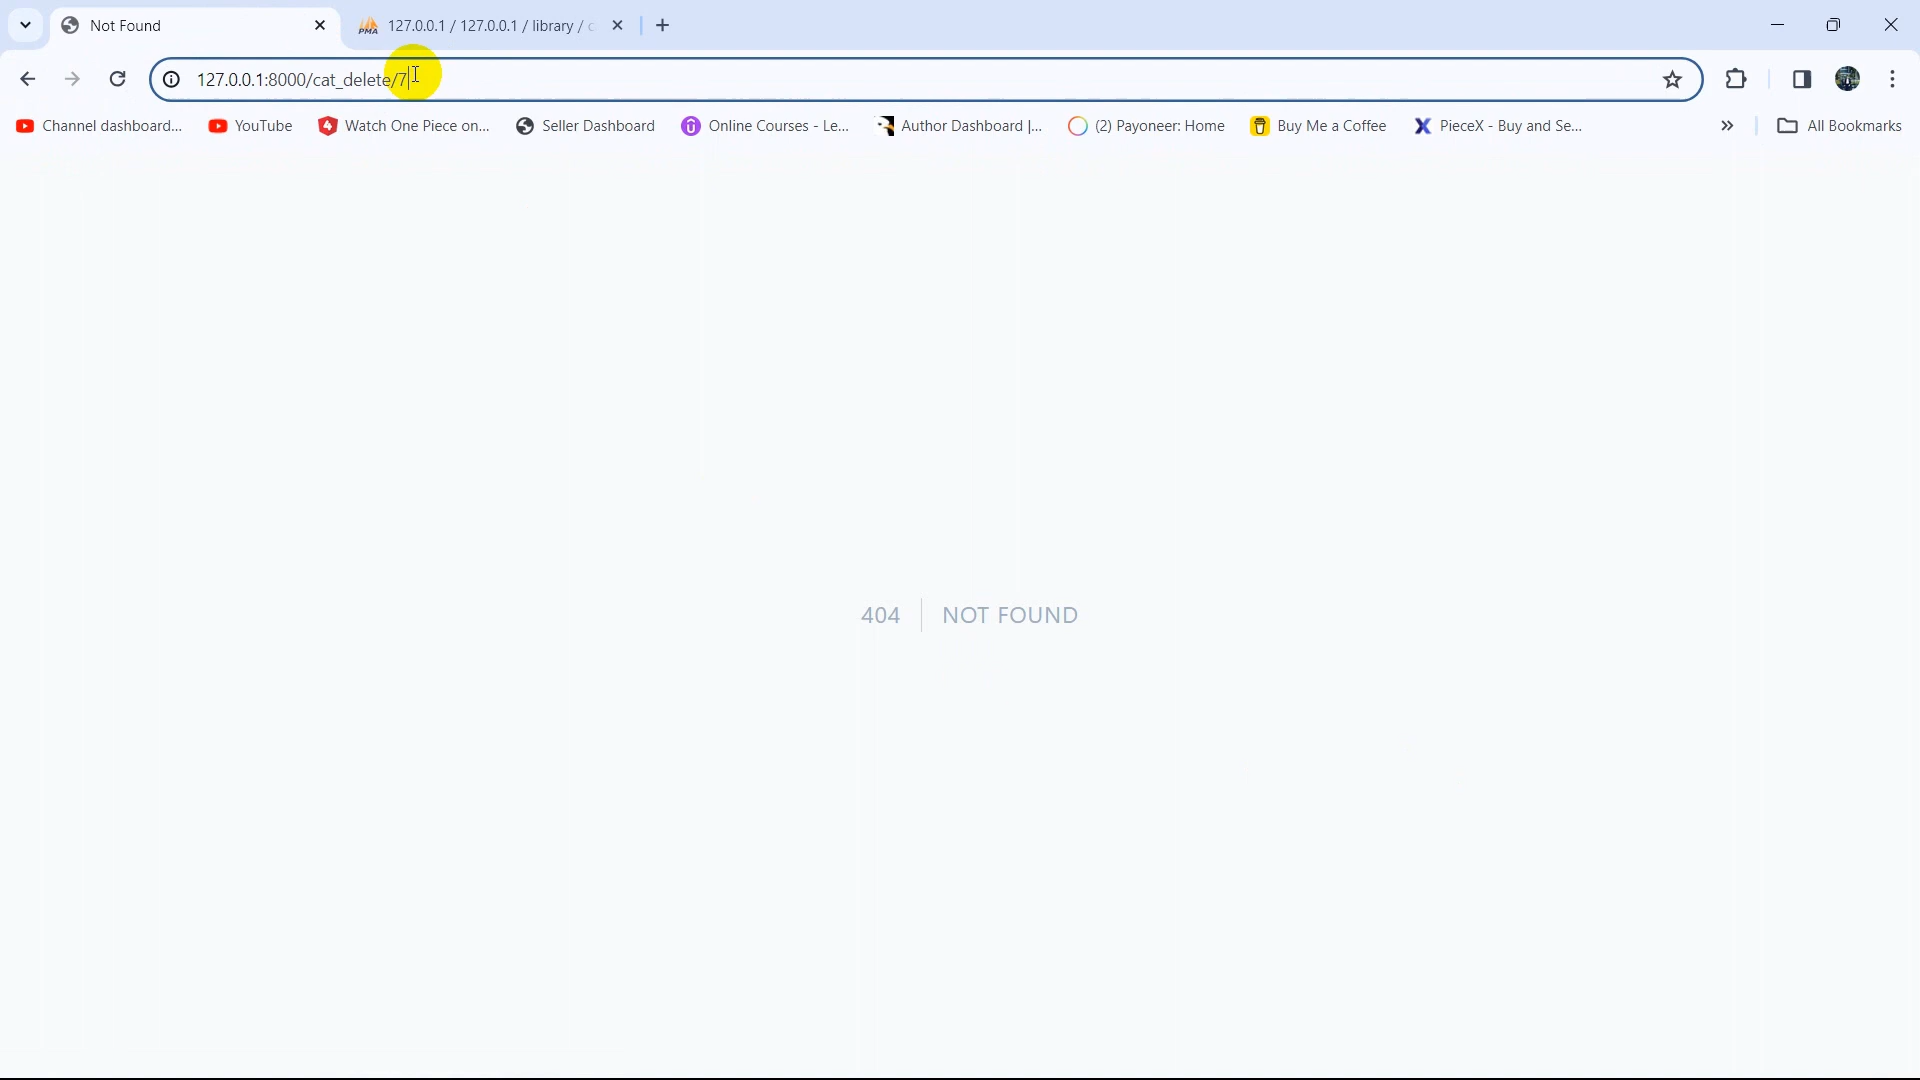 Not Found
PMA 127.0.0.1 / 127.0.0.1 / library / c
127.0.0.1:8000/cat_delete/7
Channel dashboard... YouTube Watch One Piece on... Seller Dashboard Online Courses - Le... Author Dashboard |... (2) Payoneer: Home Buy Me a Coffee PieceX - Buy and Se... » All Bookmarks
404 NOT FOUND